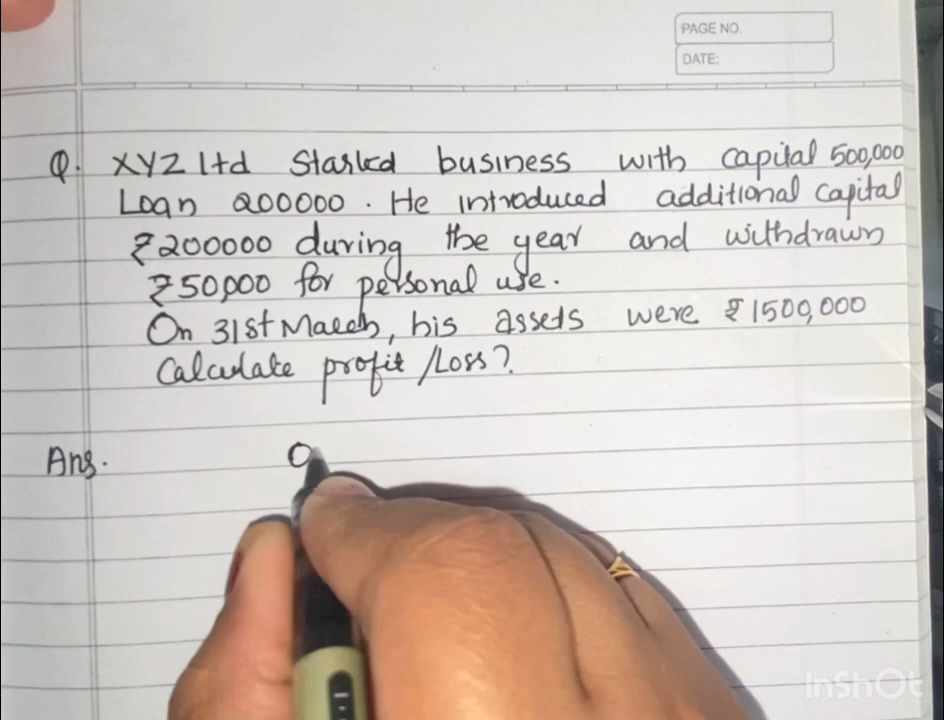 PAGE NO.
DATE:
Q. XYZ ltd Started business with capital 500,000
Loan 200000. He introduced additional capital
₹200000 during the year and withdrawn
₹50,000 for personal use.
On 31st March, his assets were ₹1500,000
Calculate profit /Loss?
Ans.
InShot